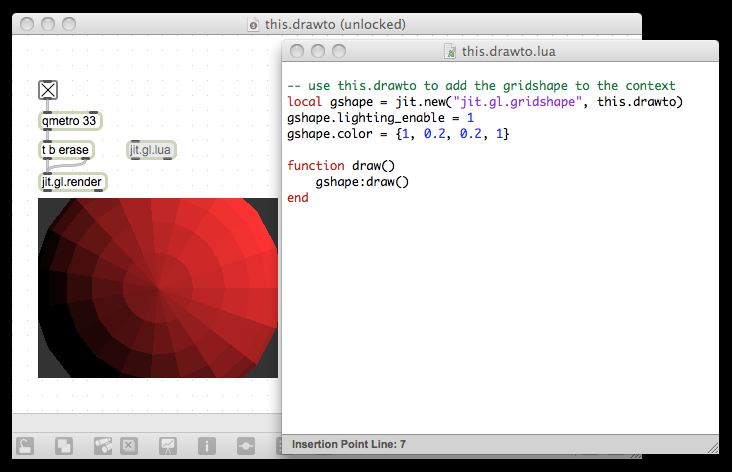 this.drawto (unlocked)
qmetro 33
t b erase
jit.gl.lua
jit.gl.render
this.drawto.lua
-- use this.drawto to add the gridshape to the context
local gshape = jit.new("jit.gl.gridshape", this.drawto)
gshape.lighting_enable = 1
gshape.color = {1, 0.2, 0.2, 1}
function draw()
    gshape:draw()
end
Insertion Point Line: 7